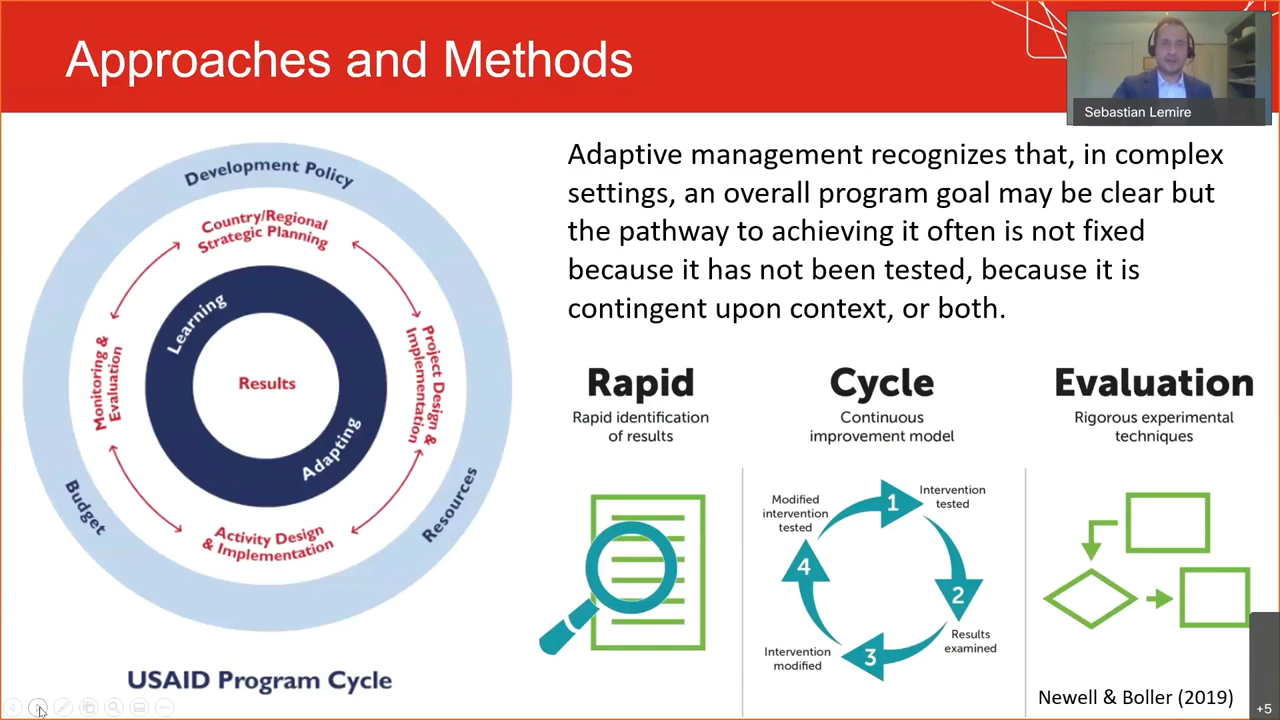 Approaches and Methods
Sebastian Lemire
Development Policy
Country/Regional
Strategic Planning
Learning
Monitoring &
Evaluation
Results
Project Design &
Implementation
Adapting
Budget
Resources
Activity Design
& Implementation
USAID Program Cycle
Adaptive management recognizes that, in complex
settings, an overall program goal may be clear but
the pathway to achieving it often is not fixed
because it has not been tested, because it is
contingent upon context, or both.
Rapid
Rapid identification
of results
Cycle
Continuous
improvement model
1
Intervention
tested
2
Results
examined
3
Intervention
modified
4
Modified
intervention
tested
Evaluation
Rigorous experimental
techniques
Newell & Boller (2019)
+5